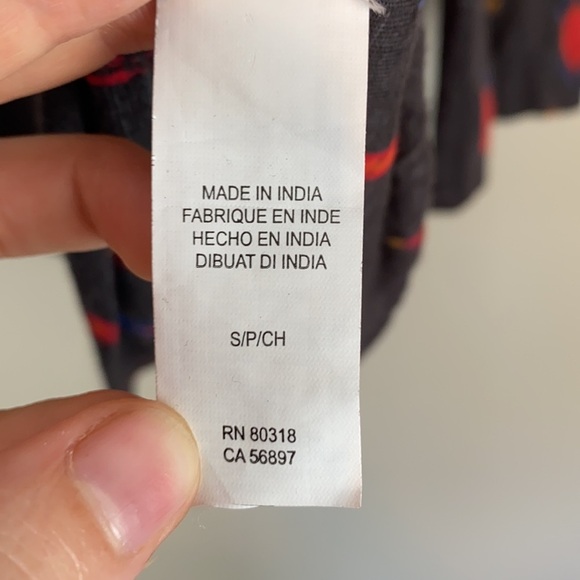 MADE IN INDIA
FABRIQUE EN INDE
HECHO EN INDIA
DIBUAT DI INDIA
S/P/CH
RN 80318
CA 56897